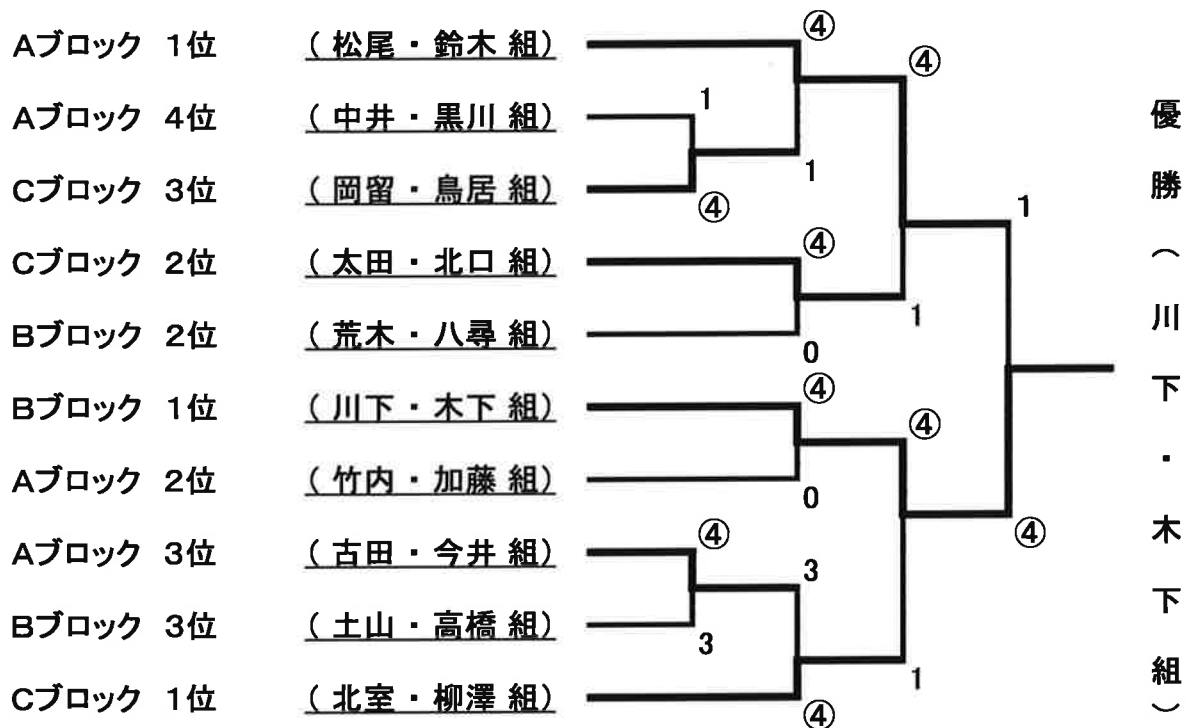 Aブロック 1位 （ 松尾 ・ 鈴木 組） ④
④
Aブロック 4位 （ 中井 ・ 黒川 組） 1
1
Cブロック 3位 （ 岡留 ・ 鳥居 組） ④
1
Cブロック 2位 （ 太田 ・ 北口 組） ④
1
Bブロック 2位 （ 荒木 ・ 八尋 組） 0
Bブロック 1位 （ 川下 ・ 木下 組） ④
④
Aブロック 2位 （ 竹内 ・ 加藤 組） 0
④
Aブロック 3位 （ 古田 ・ 今井 組） ④
3
Bブロック 3位 （ 土山 ・ 高橋 組） 3
1
Cブロック 1位 （ 北室 ・ 柳澤 組） ④
優勝（川下・木下組）